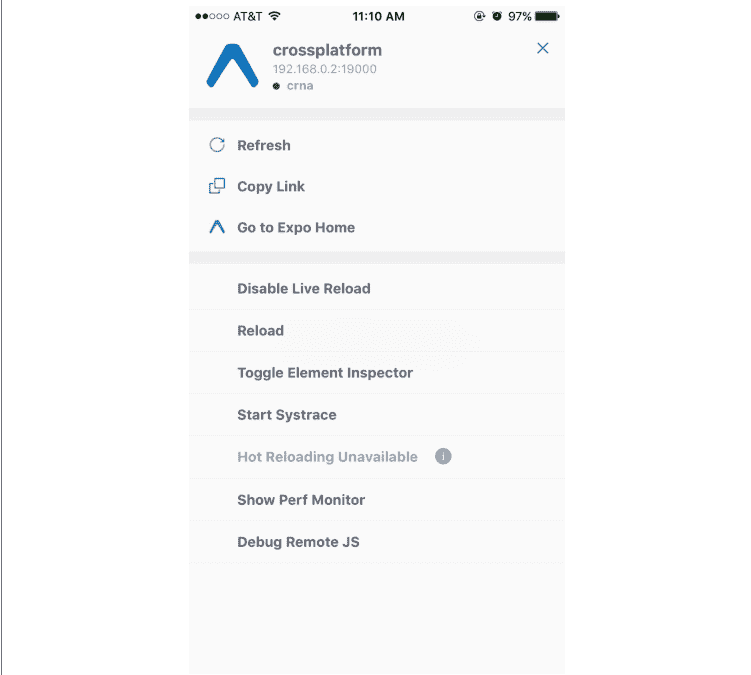 AT&T 11:10 AM 97%
crossplatform
192.168.0.2:19000
crna
Refresh
Copy Link
Go to Expo Home
Disable Live Reload
Reload
Toggle Element Inspector
Start Systrace
Hot Reloading Unavailable i
Show Perf Monitor
Debug Remote JS